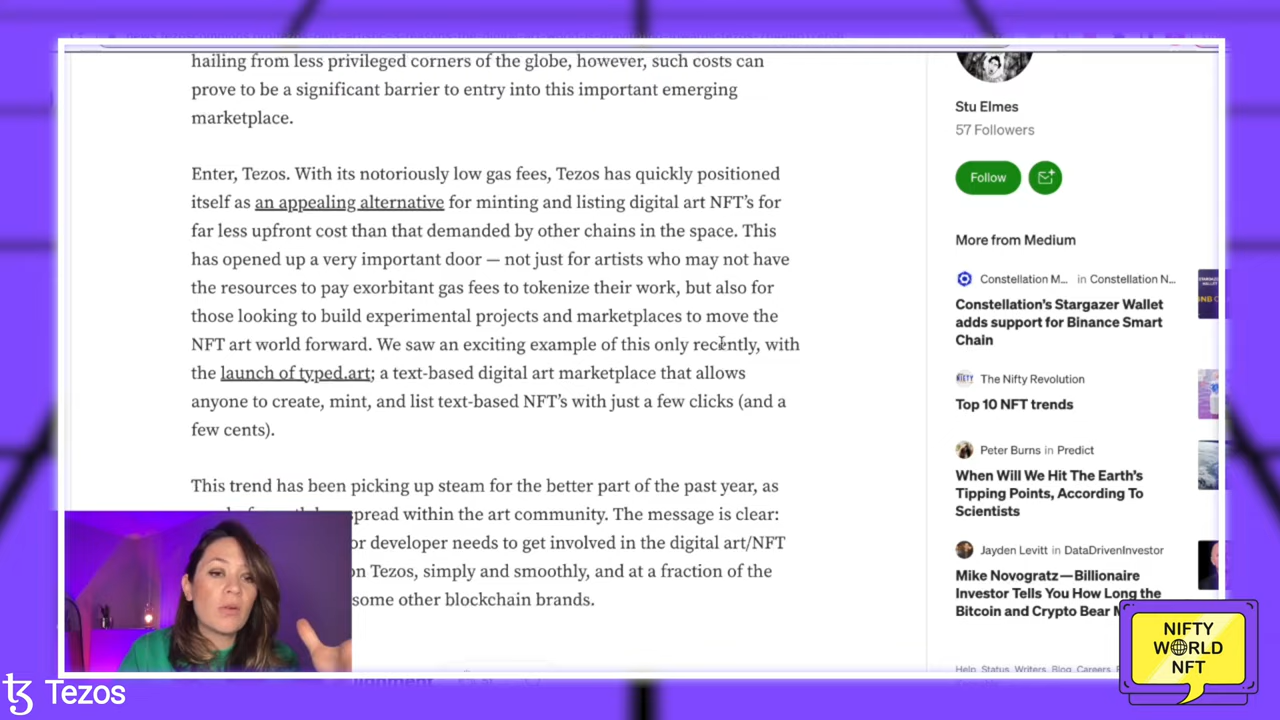 hailing from less privileged corners of the globe, however, such costs can
prove to be a significant barrier to entry into this important emerging
marketplace.
Enter, Tezos. With its notoriously low gas fees, Tezos has quickly positioned
itself as an appealing alternative for minting and listing digital art NFT’s for
far less upfront cost than that demanded by other chains in the space. This
has opened up a very important door — not just for artists who may not have
the resources to pay exorbitant gas fees to tokenize their work, but also for
those looking to build experimental projects and marketplaces to move the
NFT art world forward. We saw an exciting example of this only recently, with
the launch of typed.art; a text-based digital art marketplace that allows
anyone to create, mint, and list text-based NFT’s with just a few clicks (and a
few cents).
This trend has been picking up steam for the better part of the past year, as
spread within the art community. The message is clear:
or developer needs to get involved in the digital art/NFT
on Tezos, simply and smoothly, and at a fraction of the
some other blockchain brands.
Stu Elmes
57 Followers
Follow
More from Medium
Constellation M... in Constellation N...
Constellation’s Stargazer Wallet
adds support for Binance Smart
Chain
The Nifty Revolution
Top 10 NFT trends
Peter Burns in Predict
When Will We Hit The Earth’s
Tipping Points, According To
Scientists
Jayden Levitt in DataDrivenInvestor
Mike Novogratz — Billionaire
Investor Tells You How Long the
Bitcoin and Crypto Bear
Help Status Writers Blog Careers
NIFTY
WORLD
NFT
Tezos